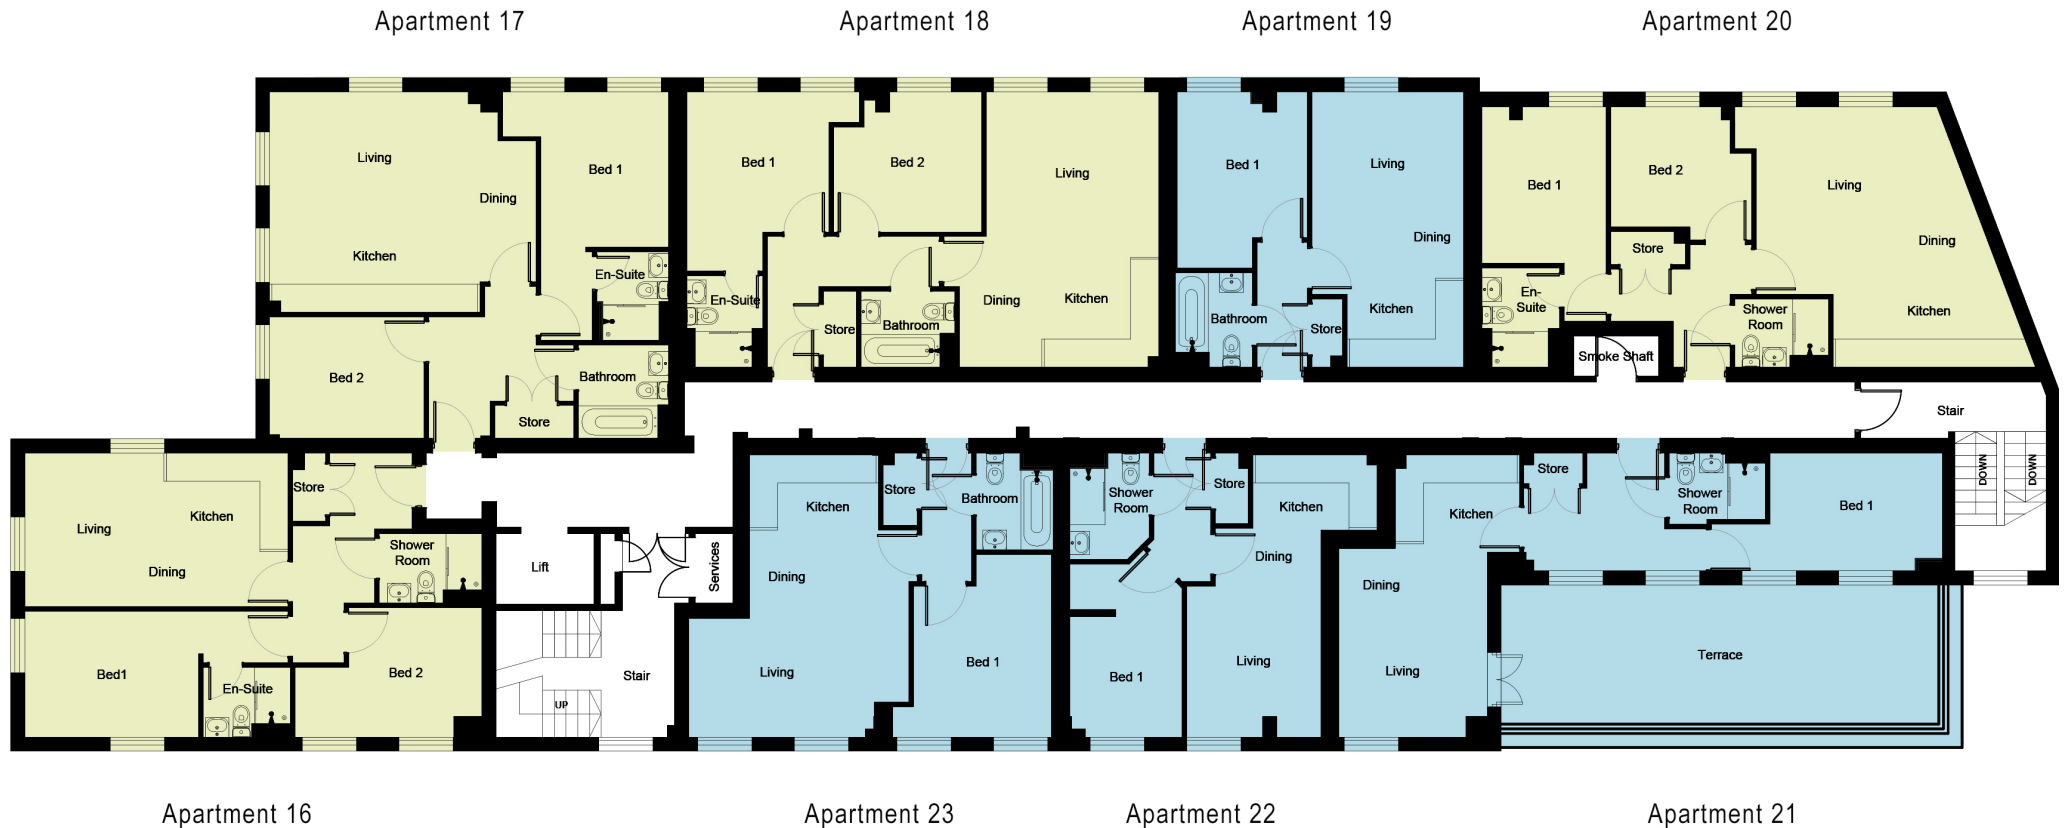 Apartment 17
Apartment 18
Apartment 19
Apartment 20
Living
Dining
Kitchen
Bed 1
En-Suite
Bed 2
Bathroom
Store
Bed 1
Bed 2
Living
En-Suite
Store
Bathroom
Dining
Kitchen
Bed 1
Living
Dining
Kitchen
Bathroom
Store
Bed 1
Bed 2
Living
Store
Dining
En-
Suite
Shower
Room
Kitchen
Smoke Shaft
Stair
DOWN
DOWN
Store
Living
Kitchen
Dining
Shower
Room
Bed1
En-Suite
Bed 2
Lift
Services
Stair
UP
Kitchen
Store
Bathroom
Dining
Living
Bed 1
Shower
Room
Store
Kitchen
Dining
Bed 1
Living
Kitchen
Store
Shower
Room
Bed 1
Dining
Living
Terrace
Apartment 16
Apartment 23
Apartment 22
Apartment 21